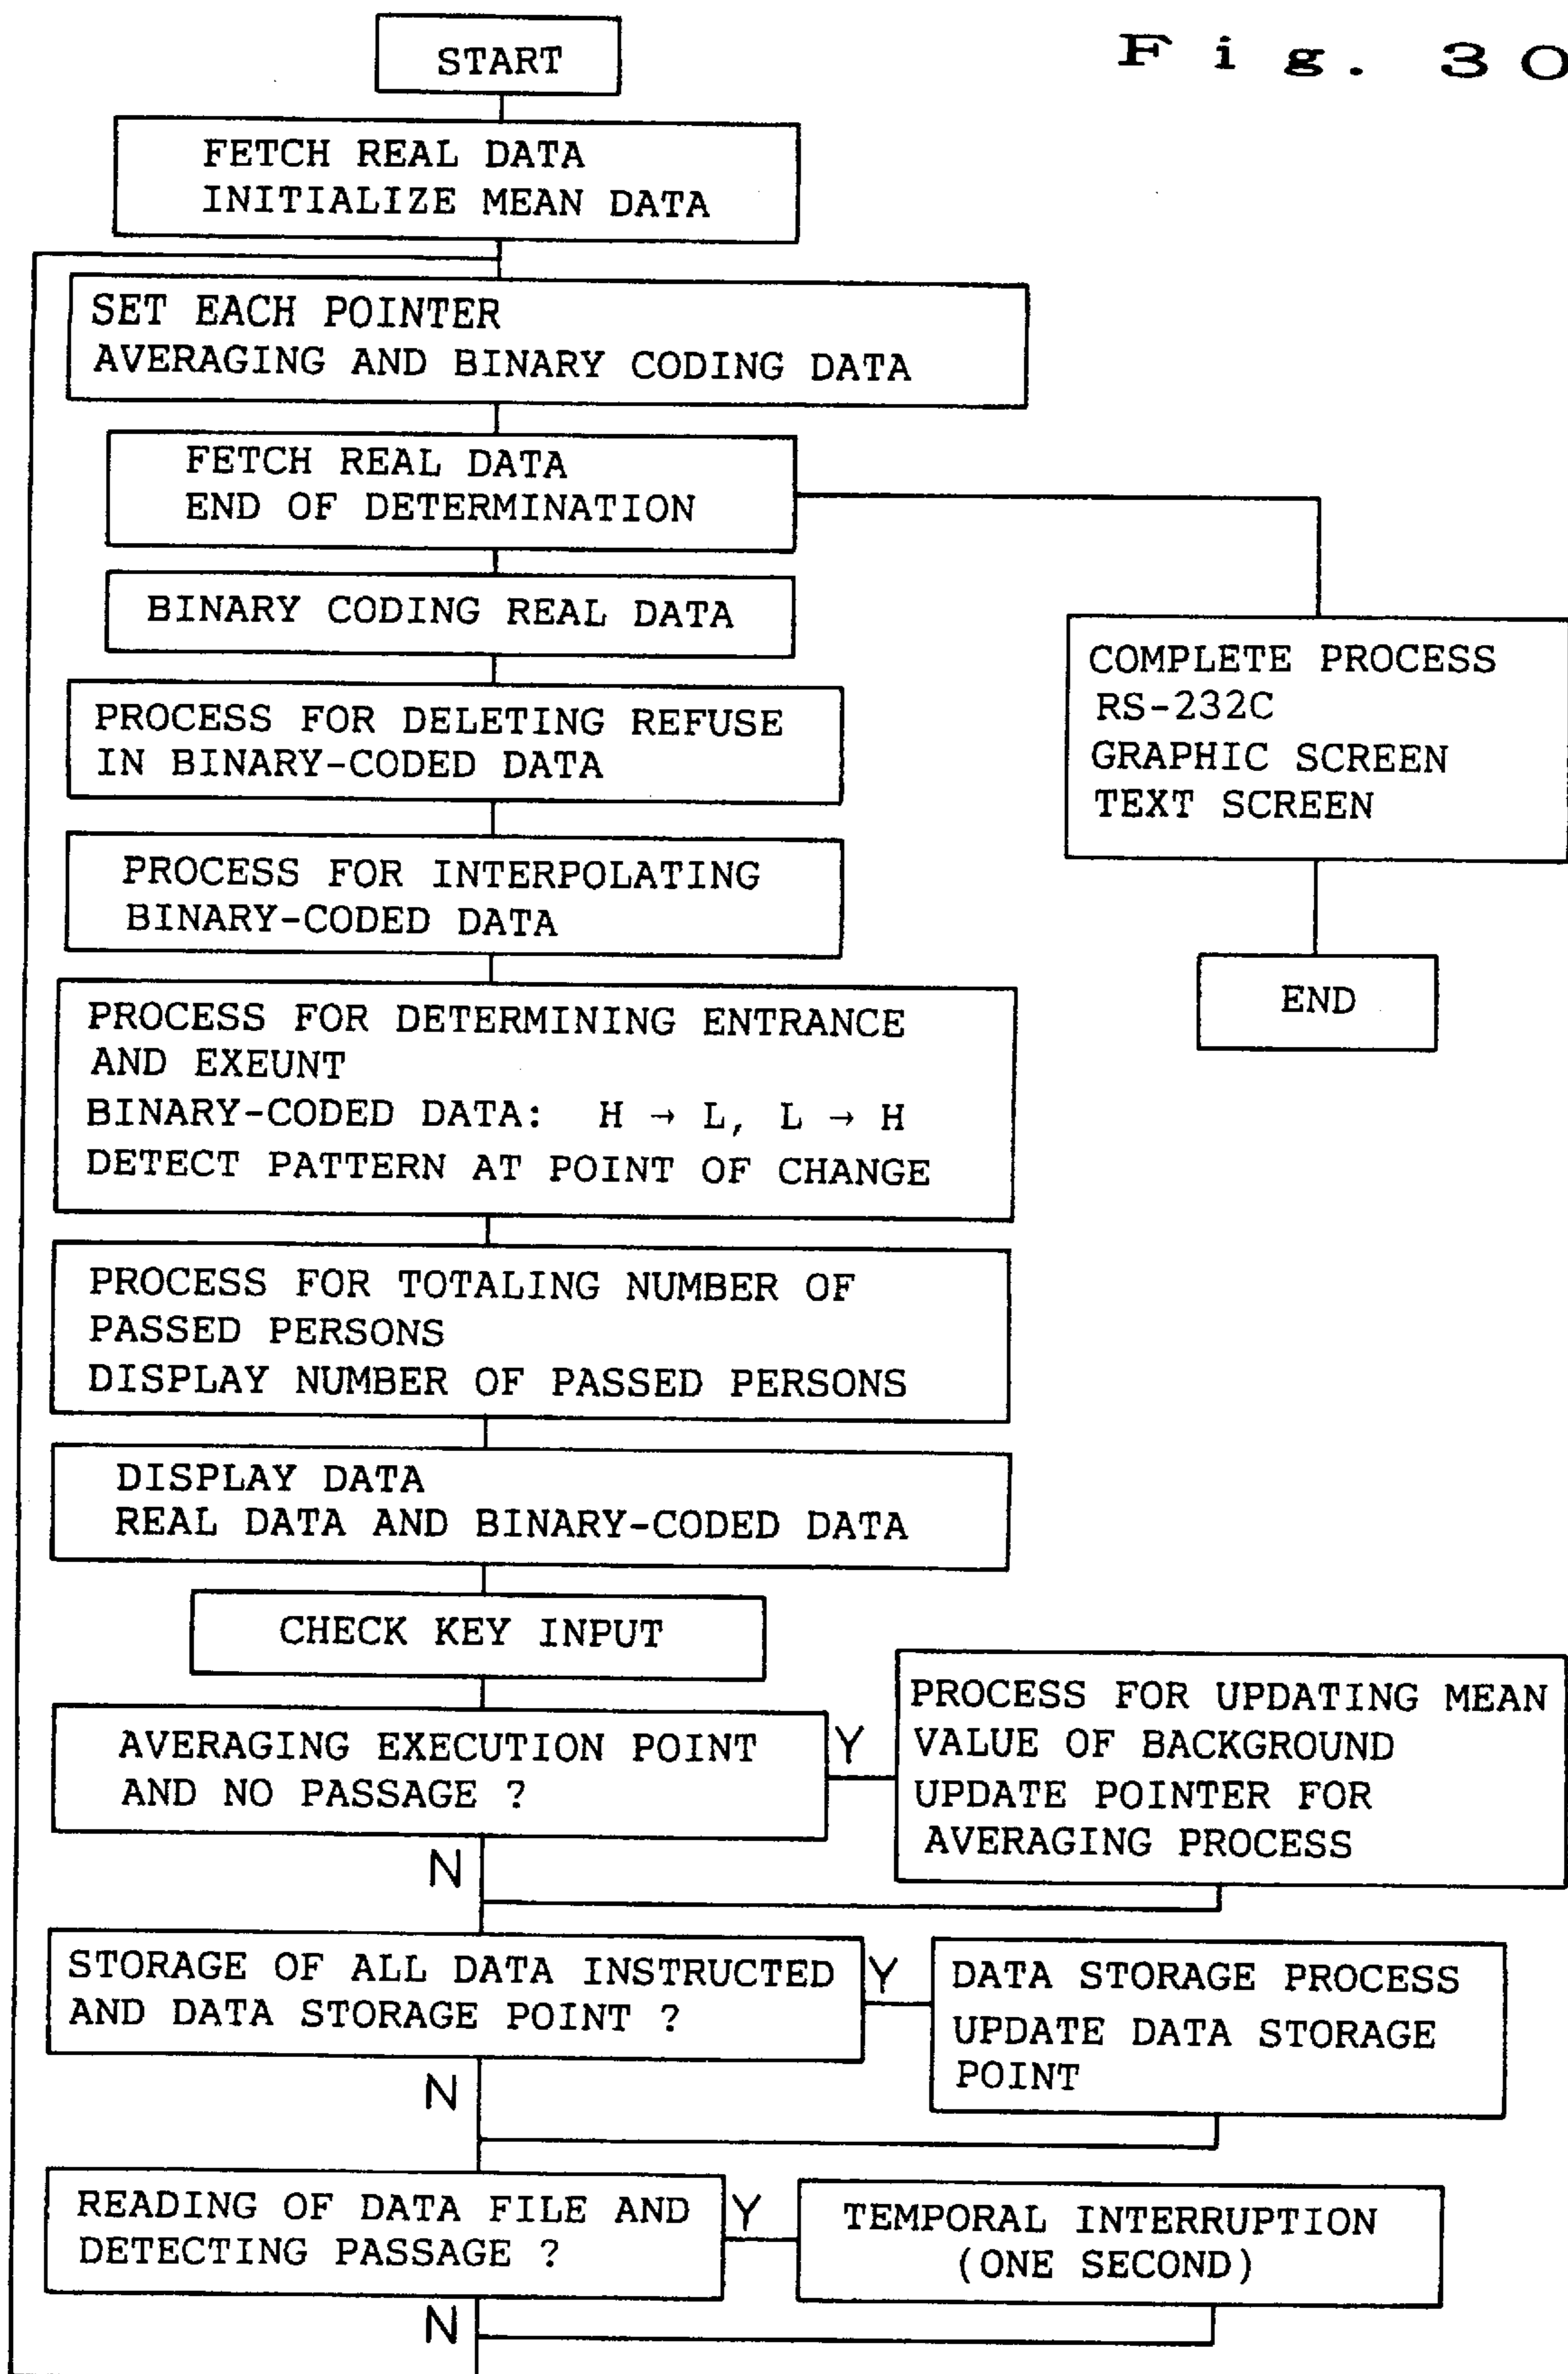 Fig. 30
START
FETCH REAL DATA
INITIALIZE MEAN DATA
SET EACH POINTER
AVERAGING AND BINARY CODING DATA
FETCH REAL DATA
END OF DETERMINATION
BINARY CODING REAL DATA
PROCESS FOR DELETING REFUSE
IN BINARY-CODED DATA
PROCESS FOR INTERPOLATING
BINARY-CODED DATA
PROCESS FOR DETERMINING ENTRANCE
AND EXEUNT
BINARY-CODED DATA: H → L, L → H
DETECT PATTERN AT POINT OF CHANGE
PROCESS FOR TOTALING NUMBER OF
PASSED PERSONS
DISPLAY NUMBER OF PASSED PERSONS
DISPLAY DATA
REAL DATA AND BINARY-CODED DATA
CHECK KEY INPUT
AVERAGING EXECUTION POINT
AND NO PASSAGE ?
Y
PROCESS FOR UPDATING MEAN
VALUE OF BACKGROUND
UPDATE POINTER FOR
AVERAGING PROCESS
N
STORAGE OF ALL DATA INSTRUCTED
AND DATA STORAGE POINT ?
Y
DATA STORAGE PROCESS
UPDATE DATA STORAGE
POINT
N
READING OF DATA FILE AND
DETECTING PASSAGE ?
Y
TEMPORAL INTERRUPTION
(ONE SECOND)
N
COMPLETE PROCESS
RS-232C
GRAPHIC SCREEN
TEXT SCREEN
END